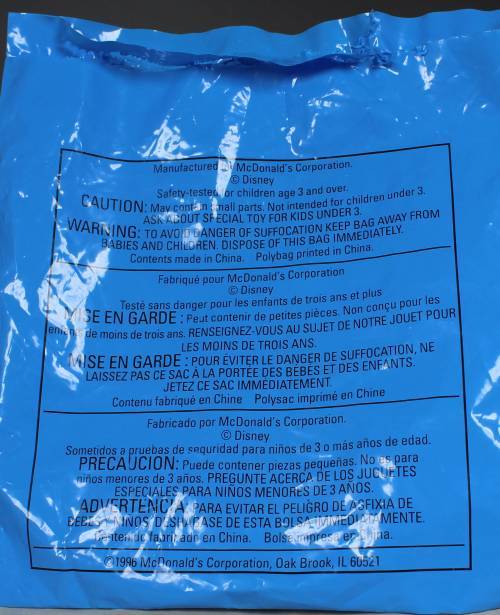 Manufactured McDonald's Corporation.
© Disney
Safety-tested for children age 3 and over.
CAUTION: May contain small parts. Not intended for children under 3.
ASK ABOUT SPECIAL TOY FOR KIDS UNDER 3.
WARNING: TO AVOID DANGER OF SUFFOCATION KEEP BAG AWAY FROM
BABIES AND CHILDREN. DISPOSE OF THIS BAG IMMEDIATELY.
Contents made in China. Polybag printed in China.
Fabriqué pour McDonald's Corporation
© Disney
Testé sans danger pour les enfants de trois ans et plus
MISE EN GARDE : Peut contenir de petites pièces. Non conçu pour les
enfants de moins de trois ans. RENSEIGNEZ-VOUS AU SUJET DE NOTRE JOUET POUR
LES MOINS DE TROIS ANS.
MISE EN GARDE : POUR ÉVITER LE DANGER DE SUFFOCATION, NE
LAISSEZ PAS CE SAC À LA PORTÉE DES BÉBÉS ET DES ENFANTS.
JETEZ CE SAC IMMÉDIATEMENT.
Contenu fabriqué en Chine Polysac imprimé en Chine
Fabricado por McDonald's Corporation.
© Disney
Sometidos a pruebas de seguridad para niños de 3 o más años de edad.
PRECAUCION: Puede contener piezas pequeñas. No es para
niños menores de 3 años. PREGUNTE ACERCA DE LOS JUGUETES
ESPECIALES PARA NIÑOS MENORES DE 3 AÑOS.
ADVERTENCIA: PARA EVITAR EL PELIGRO DE ASFIXIA DE
BEBES Y NIÑOS, DESHAGASE DE ESTA BOLSA IMMEDIATAMENTE.
Contenido fabricado en China. Bolsa impresa en China.
©1996 McDonald's Corporation, Oak Brook, IL 60521